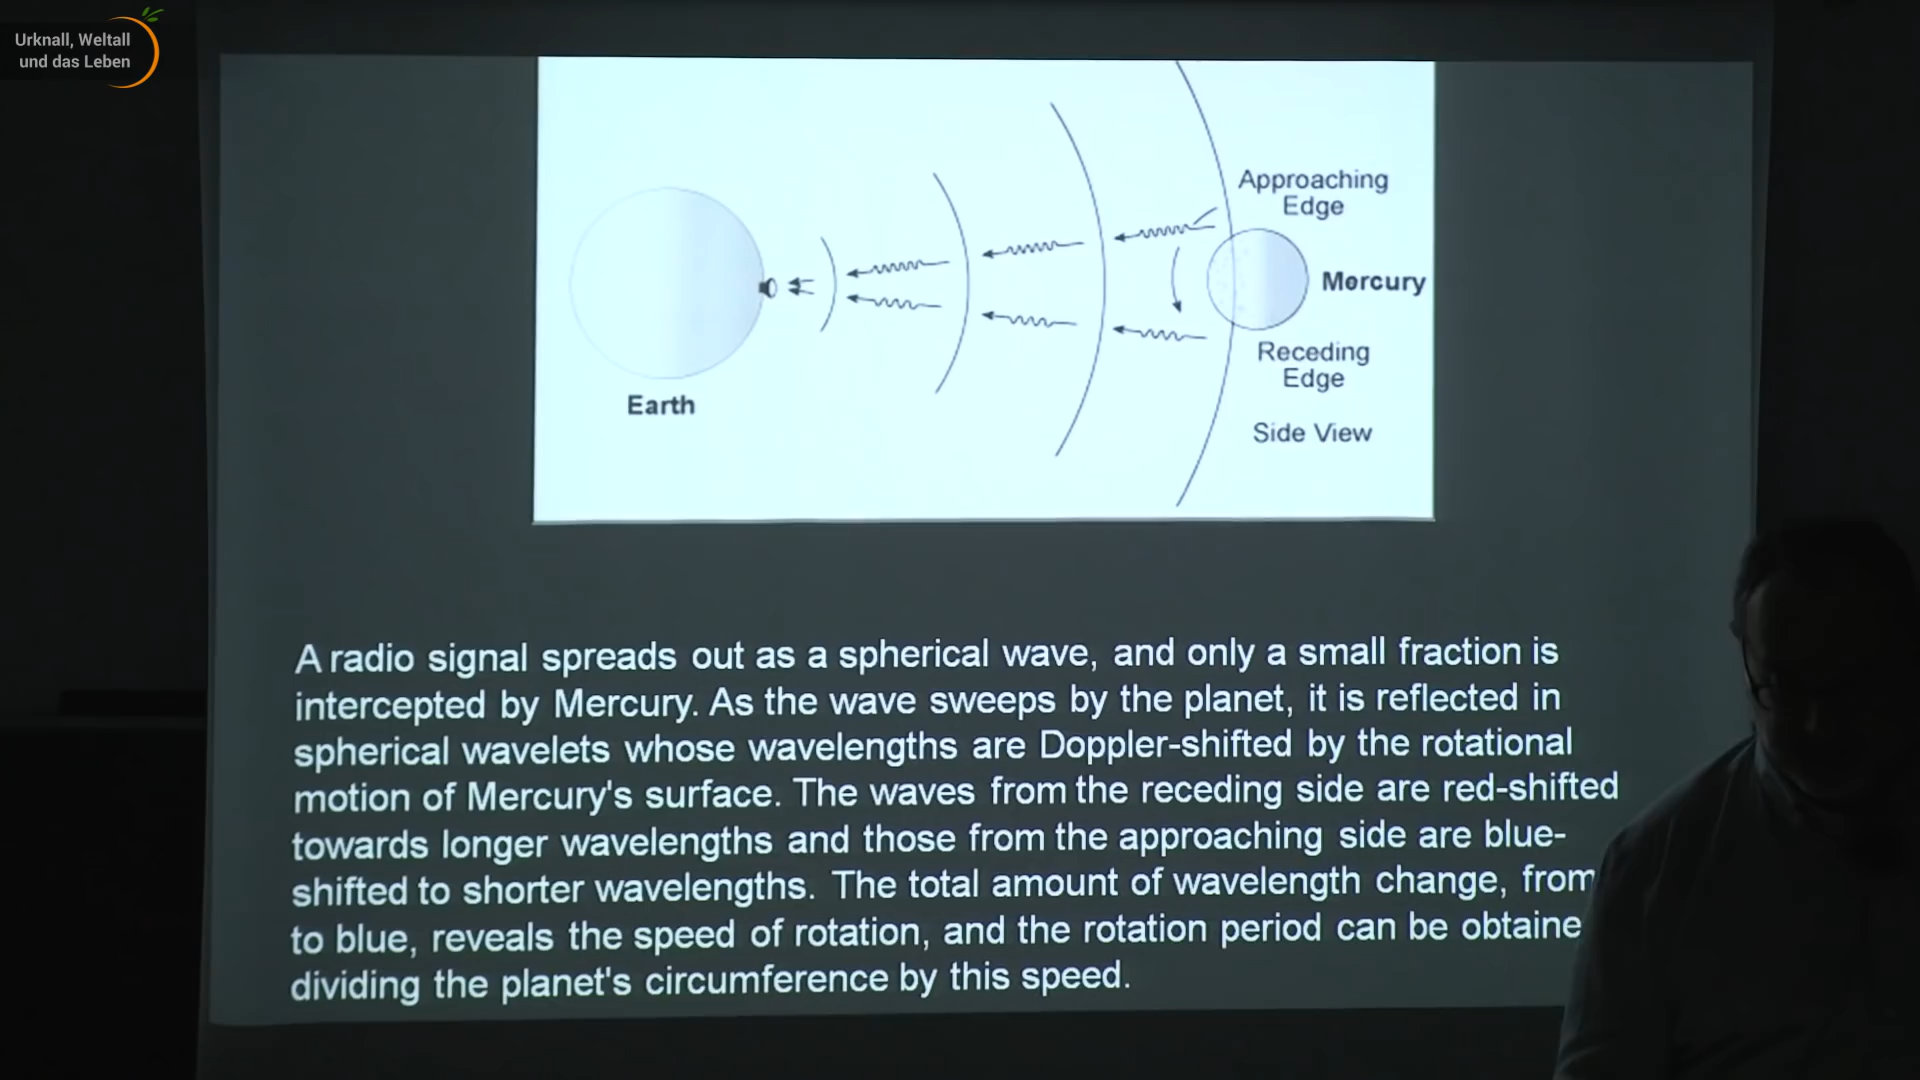 Urknall, Weltall
und das Leben
Approaching
Edge
Mercury
Receding
Edge
Side View
Earth
A radio signal spreads out as a spherical wave, and only a small fraction is
intercepted by Mercury. As the wave sweeps by the planet, it is reflected in
spherical wavelets whose wavelengths are Doppler-shifted by the rotational
motion of Mercury's surface. The waves from the receding side are red-shifted
towards longer wavelengths and those from the approaching side are blue-
shifted to shorter wavelengths. The total amount of wavelength change, from
to blue, reveals the speed of rotation, and the rotation period can be obtaine
dividing the planet's circumference by this speed.